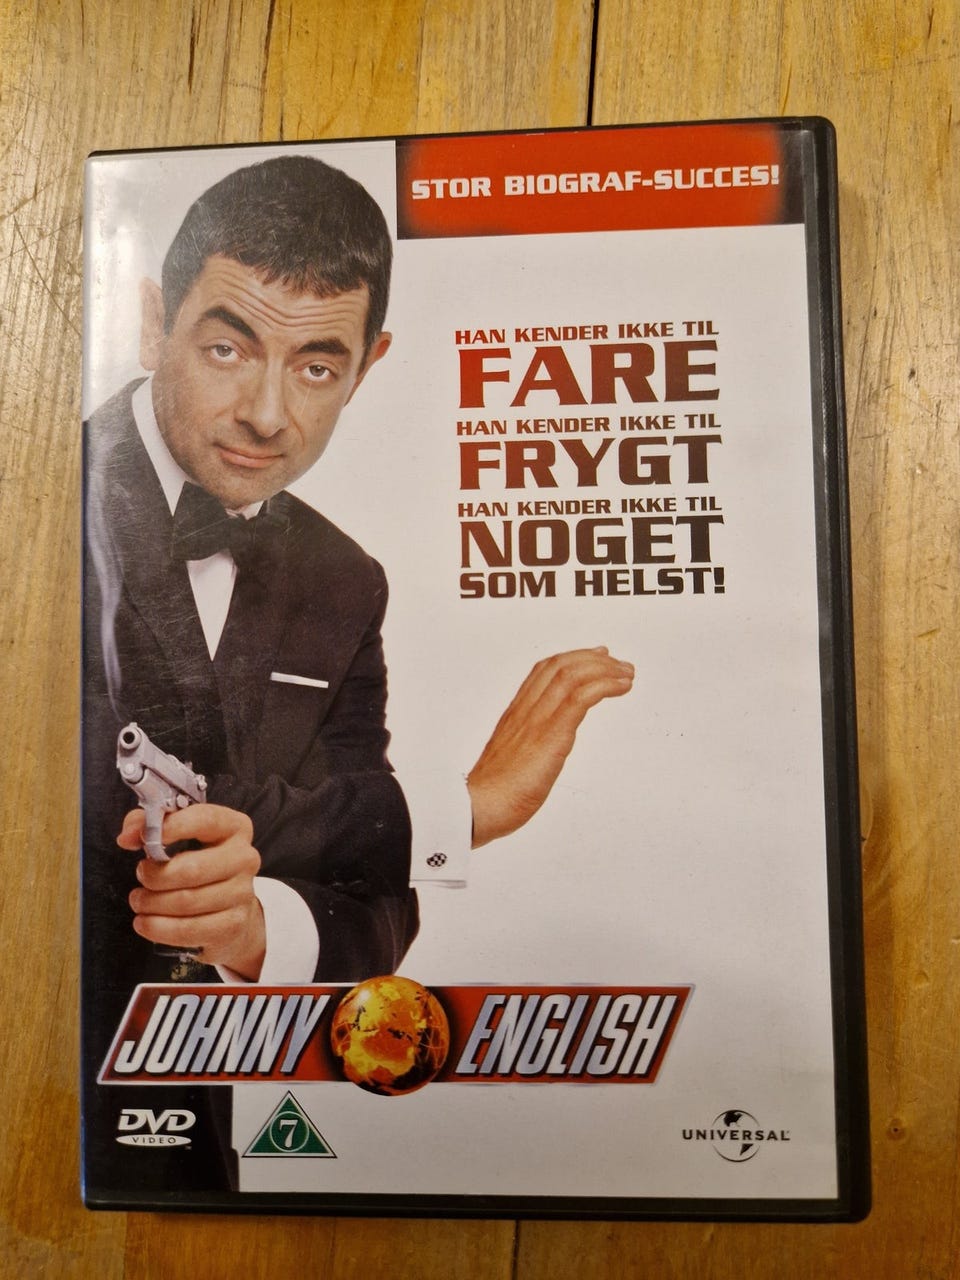 STOR BIOGRAF-SUCCES!
HAN KENDER IKKE TIL
FARE
HAN KENDER IKKE TIL
FRYGT
HAN KENDER IKKE TIL
NOGET
SOM HELST!
JOHNNY ENGLISH
DVD
VIDEO
7
UNIVERSAL